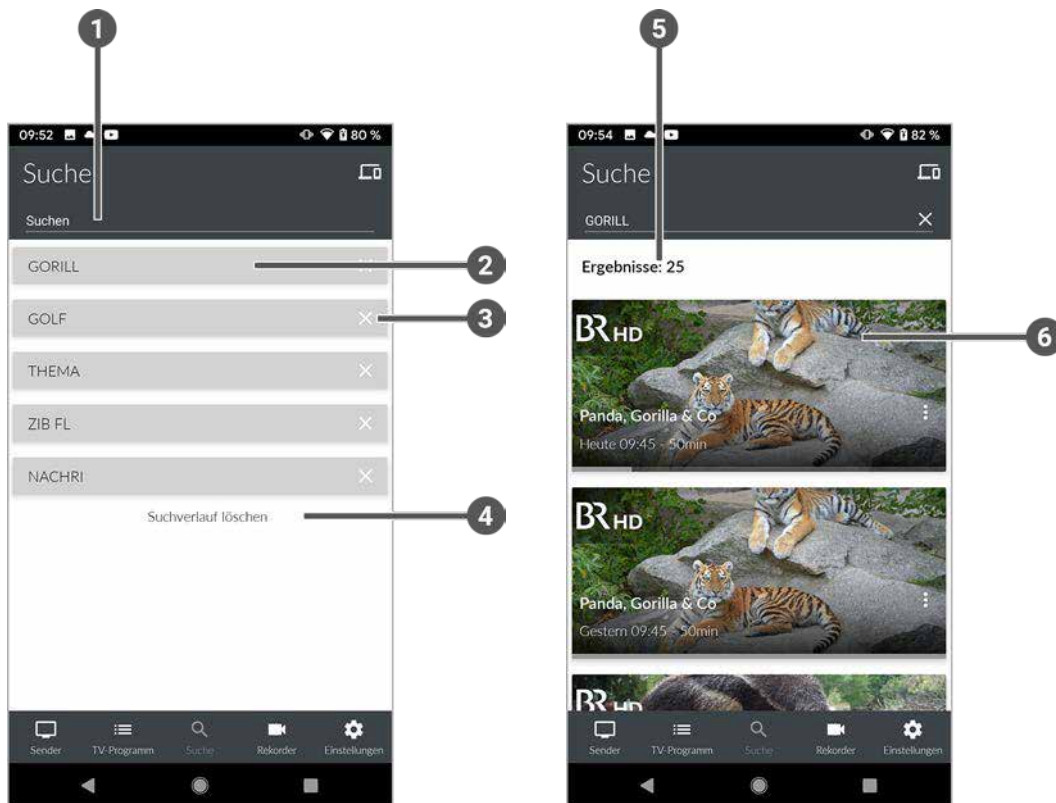 1
09:52
80 %
Suche
Suchen
GORILL
2
GOLF
3
THEMA
ZIB FL
NACHRI
Suchverlauf löschen
4
Sender
TV-Programm
Suche
Rekorder
Einstellungen
5
09:54
82 %
Suche
GORILL
Ergebnisse: 25
BR HD
6
Panda, Gorilla & Co
Heute 09:45 - 50min
BR HD
Panda, Gorilla & Co
Gestern 09:45 - 50min
BR HD
Sender
TV-Programm
Suche
Rekorder
Einstellungen